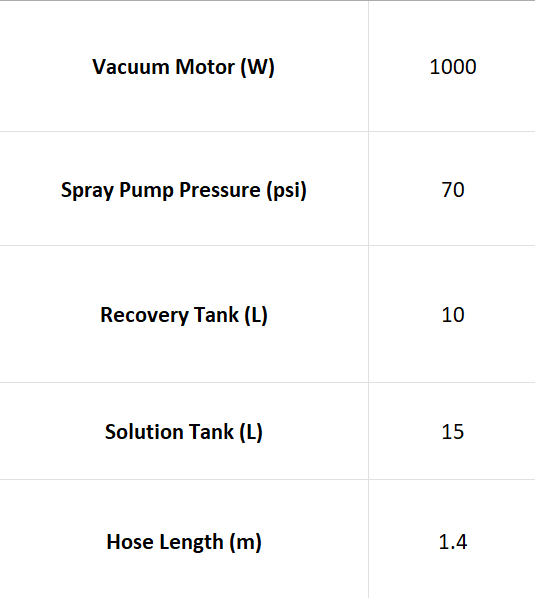 Vacuum Motor (W) 1000
Spray Pump Pressure (psi) 70
Recovery Tank (L) 10
Solution Tank (L) 15
Hose Length (m) 1.4